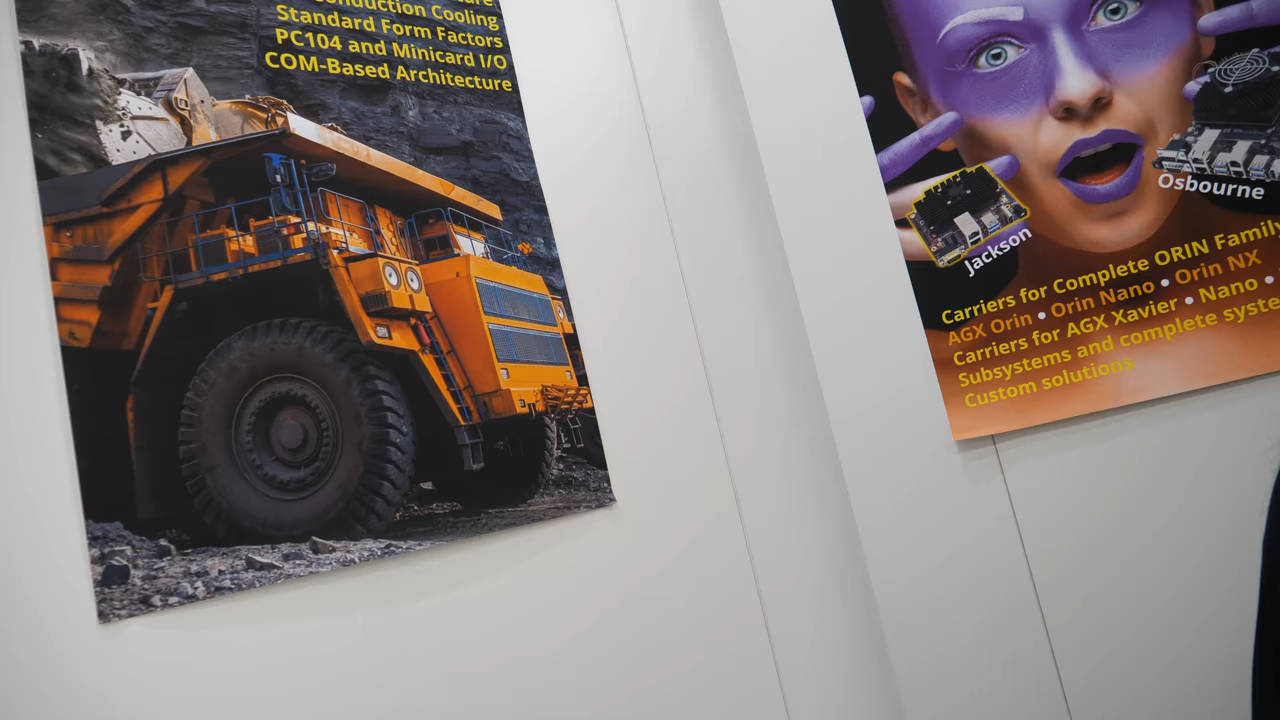 Conduction Cooling
Standard Form Factors
PC104 and Minicard I/O
COM-Based Architecture
Osbourne
Jackson
Carriers for Complete ORIN Family
AGX Orin • Orin Nano • Orin NX
Carriers for AGX Xavier • Nano •
Subsystems and complete syste
Custom solutions